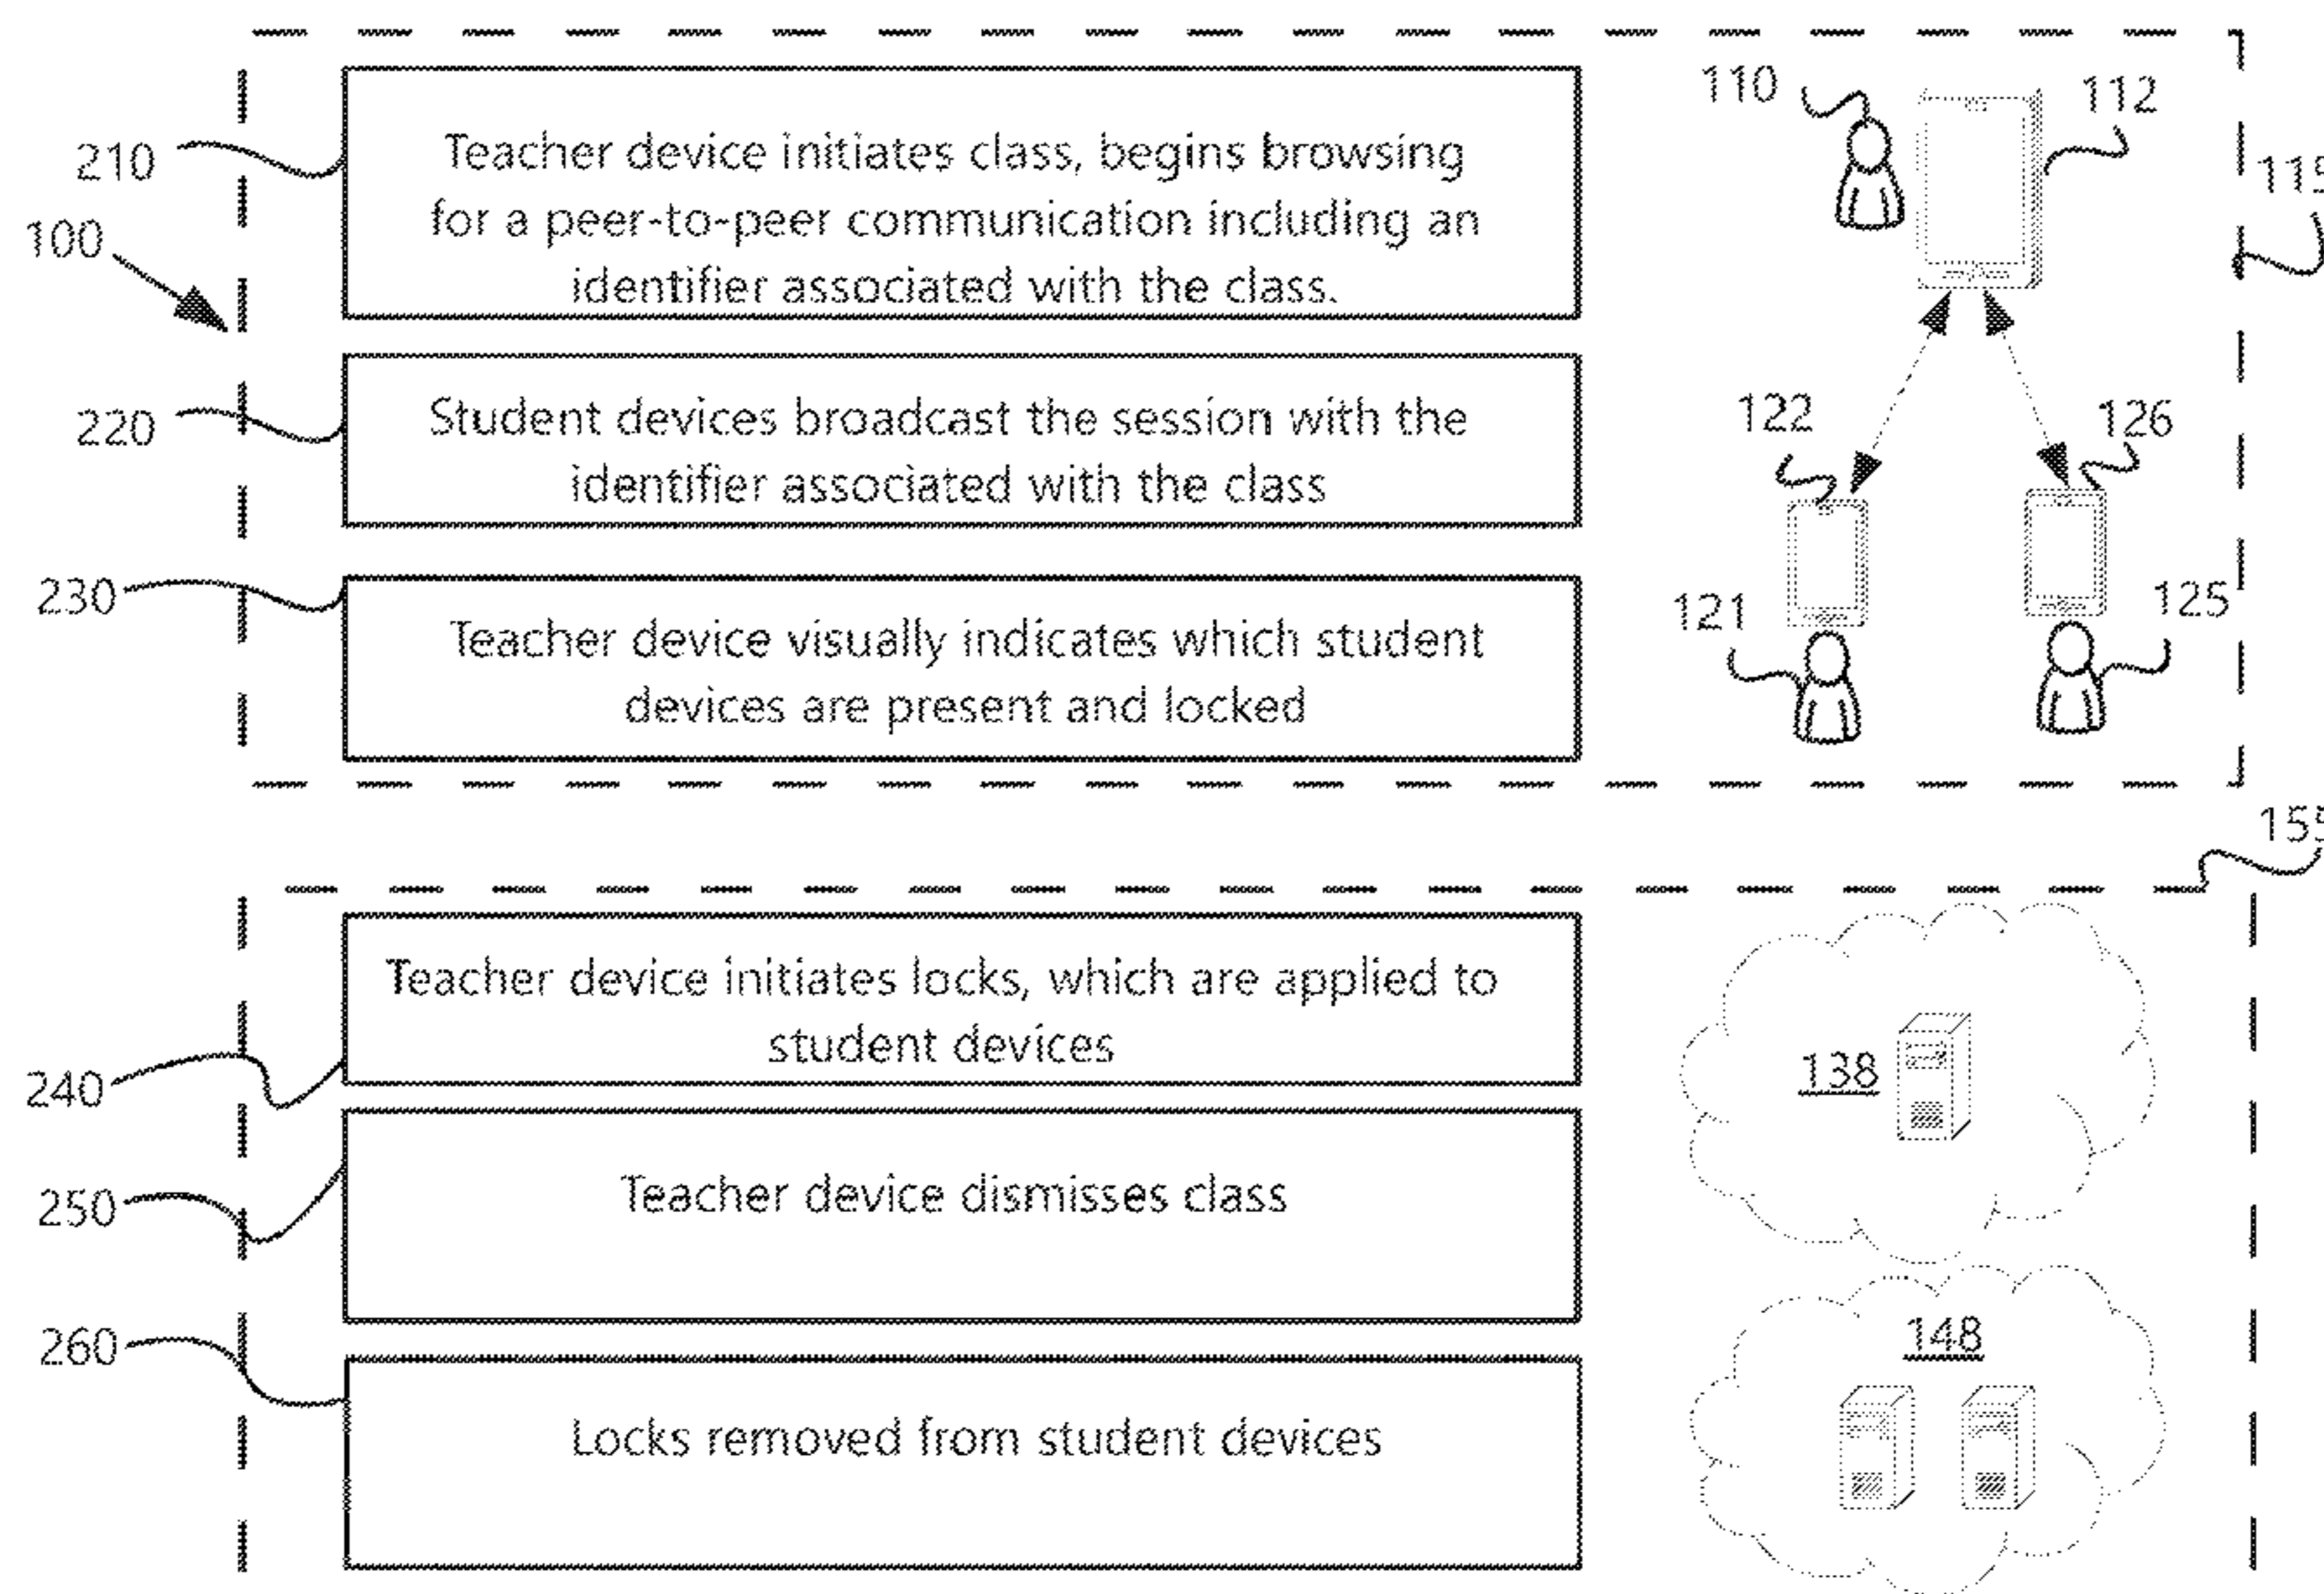 110
112
210
Teacher device initiates class, begins browsing
for a peer-to-peer communication including an
identifier associated with the class.
115
100
220
Student devices broadcast the session with the
identifier associated with the class
122
126
230
Teacher device visually indicates which student
devices are present and locked
121
125
155
240
Teacher device initiates locks, which are applied to
student devices
138
250
Teacher device dismisses class
260
Locks removed from student devices
148